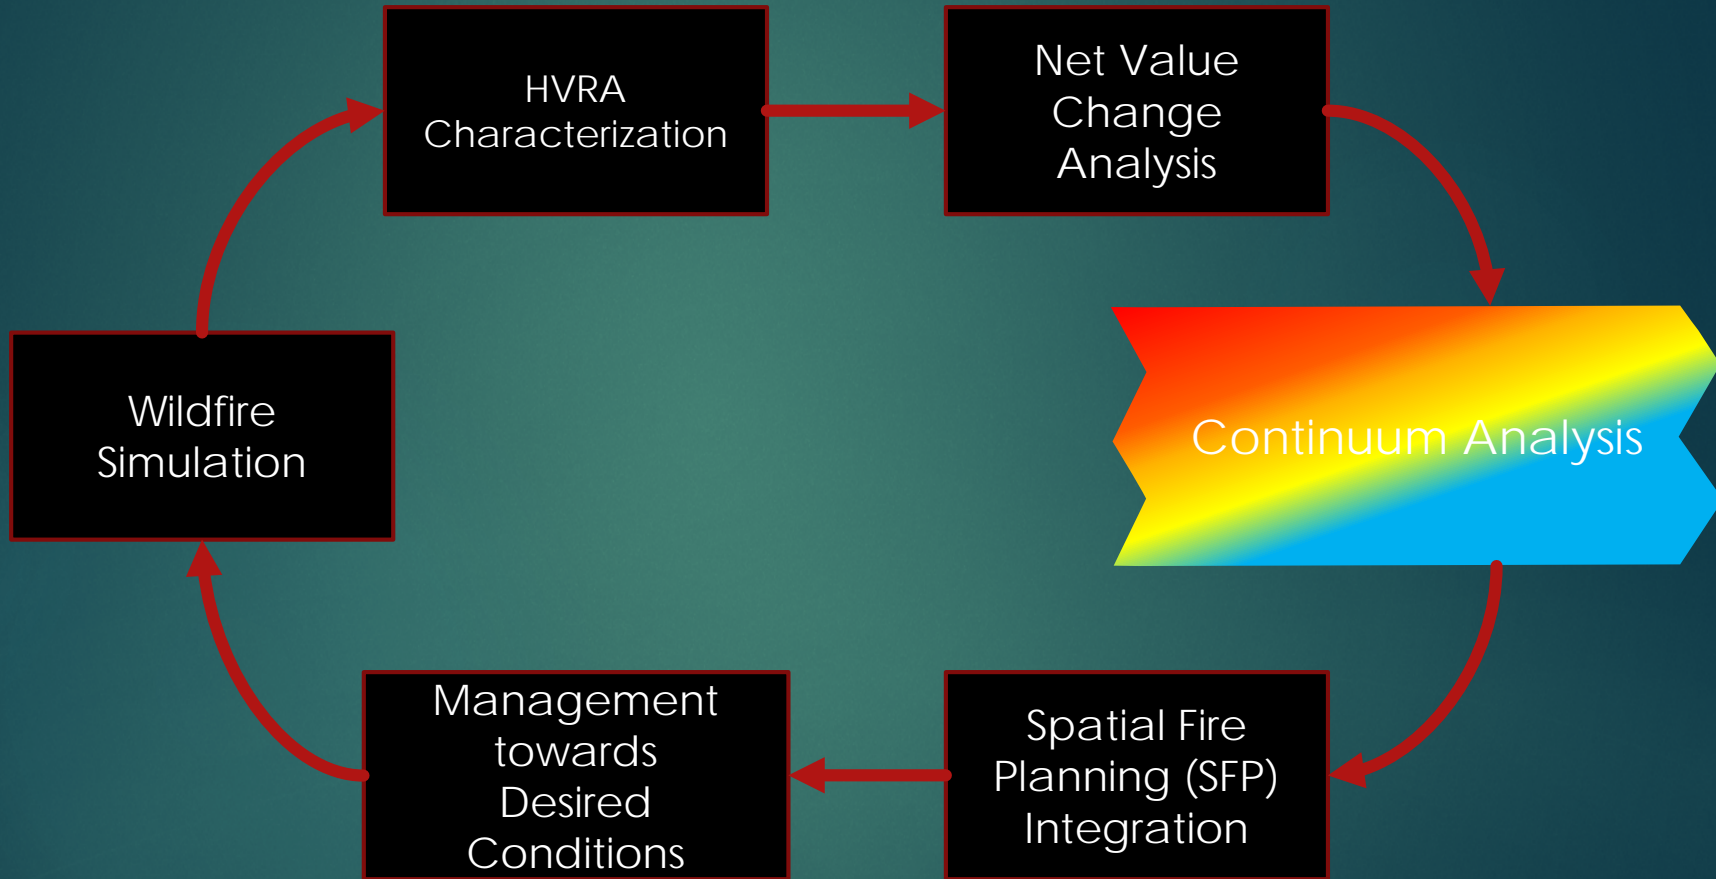 HVRA
Characterization
Net Value
Change
Analysis
Continuum Analysis
Spatial Fire
Planning (SFP)
Integration
Management
towards
Desired
Conditions
Wildfire
Simulation